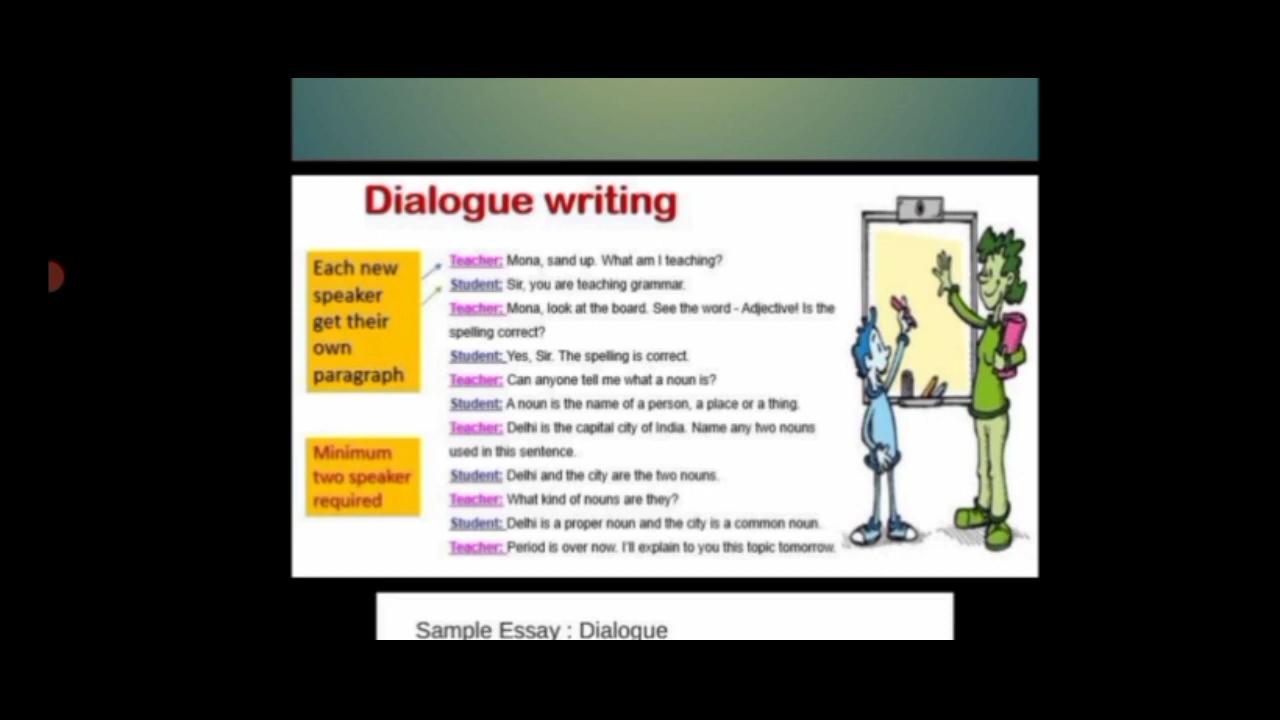 Dialogue writing
Each new
speaker
get their
own
paragraph
Minimum
two speaker
required
Teacher: Mona, sand up. What am I teaching?
Student: Sir, you are teaching grammar.
Teacher: Mona, look at the board. See the word - Adjective! Is the
spelling correct?
Student: Yes, Sir. The spelling is correct.
Teacher: Can anyone tell me what a noun is?
Student: A noun is the name of a person, a place or a thing.
Teacher: Delhi is the capital city of India. Name any two nouns
used in this sentence.
Student: Delhi and the city are the two nouns.
Teacher: What kind of nouns are they?
Student: Delhi is a proper noun and the city is a common noun.
Teacher: Period is over now. I'll explain to you this topic tomorrow.
Sample Essay : Dialogue